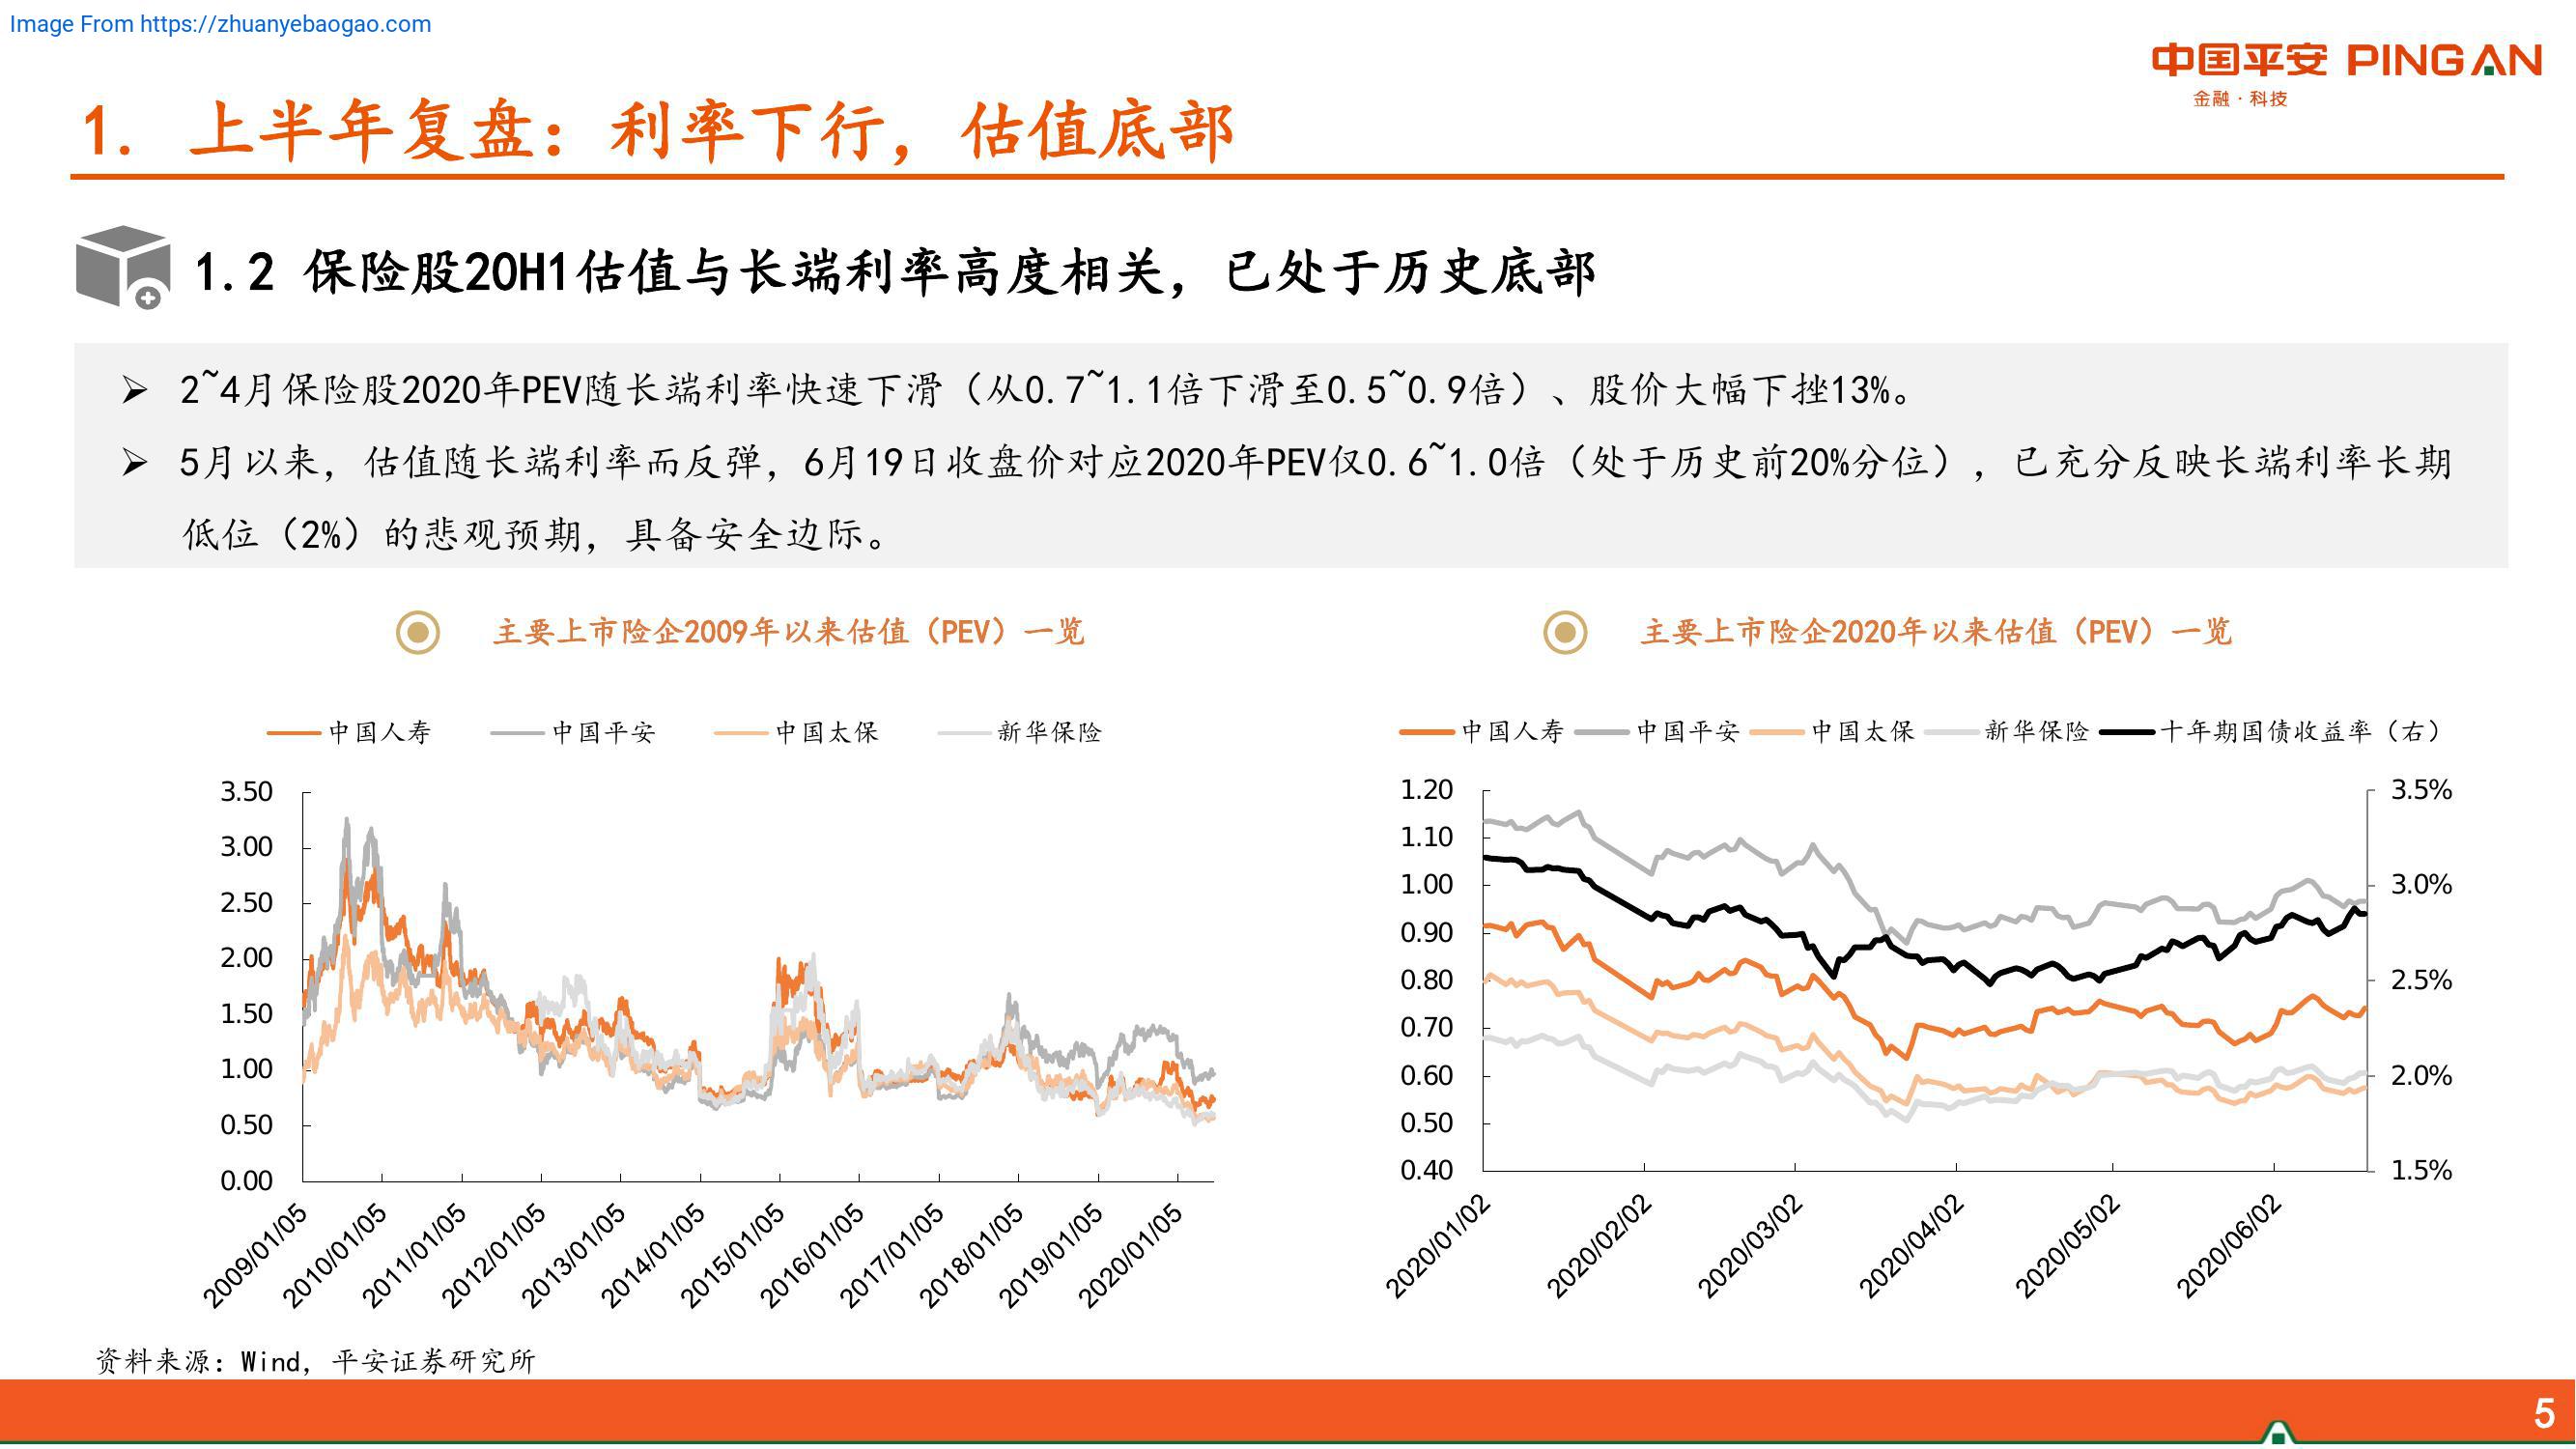 Image From https://zhuanyebaogao.com
中国平安 PING AN
金融·科技
1. 上半年复盘：利率下行，估值底部
1.2 保险股20H1估值与长端利率高度相关，已处于历史底部
➢ 2~4月保险股2020年PEV随长端利率快速下滑（从0.7~1.1倍下滑至0.5~0.9倍）、股价大幅下挫13%。
➢ 5月以来，估值随长端利率而反弹，6月19日收盘价对应2020年PEV仅0.6~1.0倍（处于历史前20%分位），已充分反映长端利率长期
低位（2%）的悲观预期，具备安全边际。
主要上市险企2009年以来估值（PEV）一览
中国人寿 中国平安 中国太保 新华保险
3.50
3.00
2.50
2.00
1.50
1.00
0.50
0.00
2009/01/05 2010/01/05 2011/01/05 2012/01/05 2013/01/05 2014/01/05 2015/01/05 2016/01/05 2017/01/05 2018/01/05 2019/01/05 2020/01/05
主要上市险企2020年以来估值（PEV）一览
中国人寿 中国平安 中国太保 新华保险 十年期国债收益率（右）
1.20
1.10
1.00
0.90
0.80
0.70
0.60
0.50
0.40
3.5%
3.0%
2.5%
2.0%
1.5%
2020/01/02 2020/02/02 2020/03/02 2020/04/02 2020/05/02 2020/06/02
资料来源：Wind，平安证券研究所
5